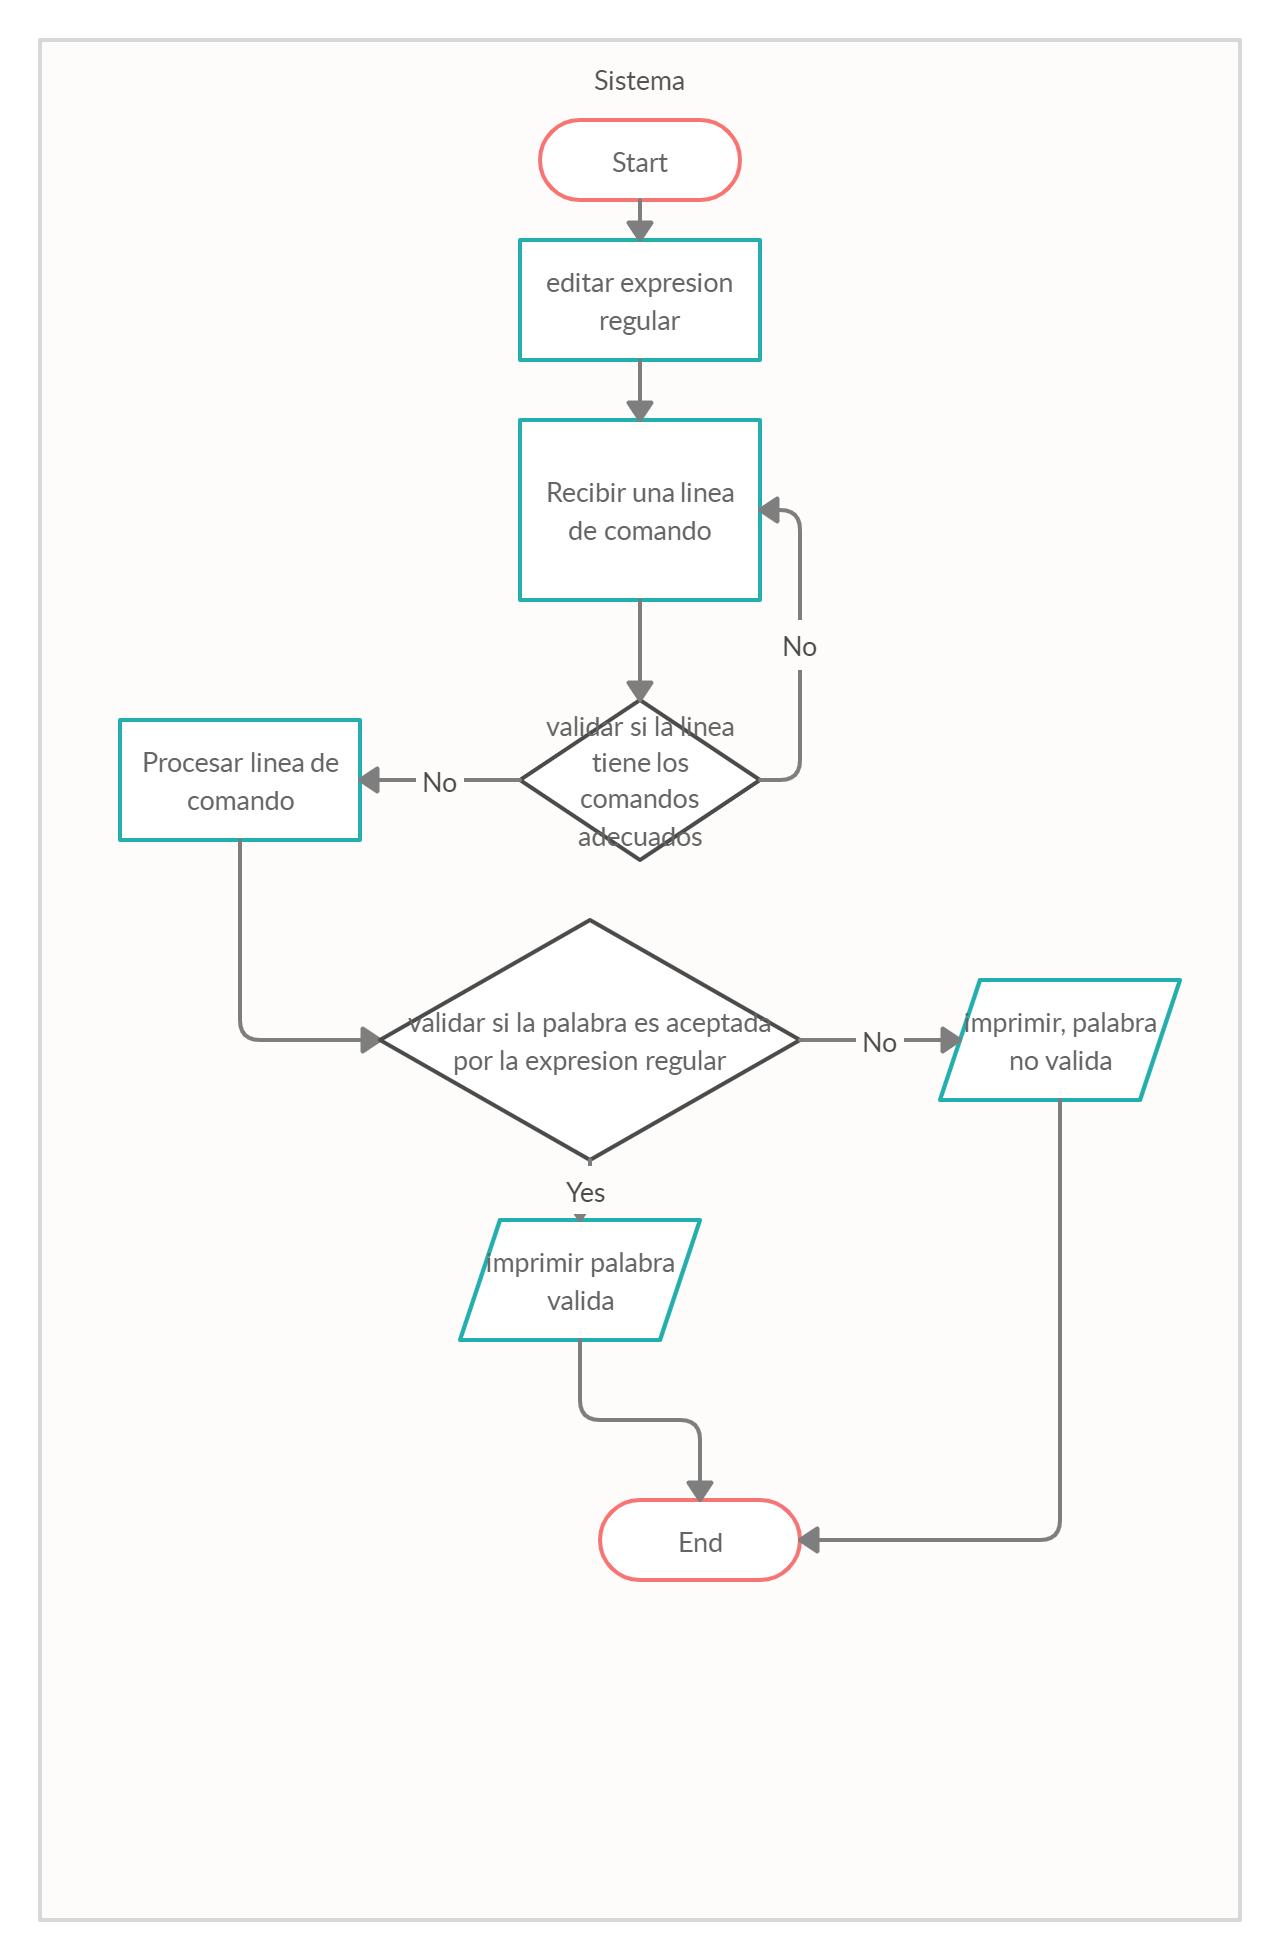 Sistema
Start
editar expresion
regular
Recibir una linea
de comando
No
validar si la linea
tiene los
comandos
adecuados
No
Procesar linea de
comando
validar si la palabra es aceptada
por la expresion regular
No
imprimir, palabra
no valida
Yes
imprimir palabra
valida
End